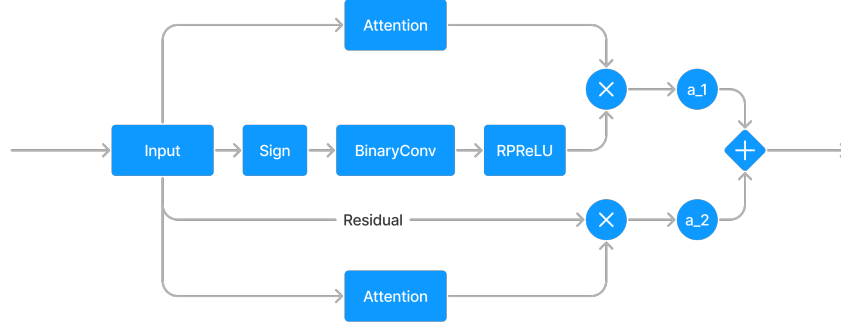 Attention
a_1
Input
Sign
BinaryConv
RPReLU
Residual
a_2
Attention